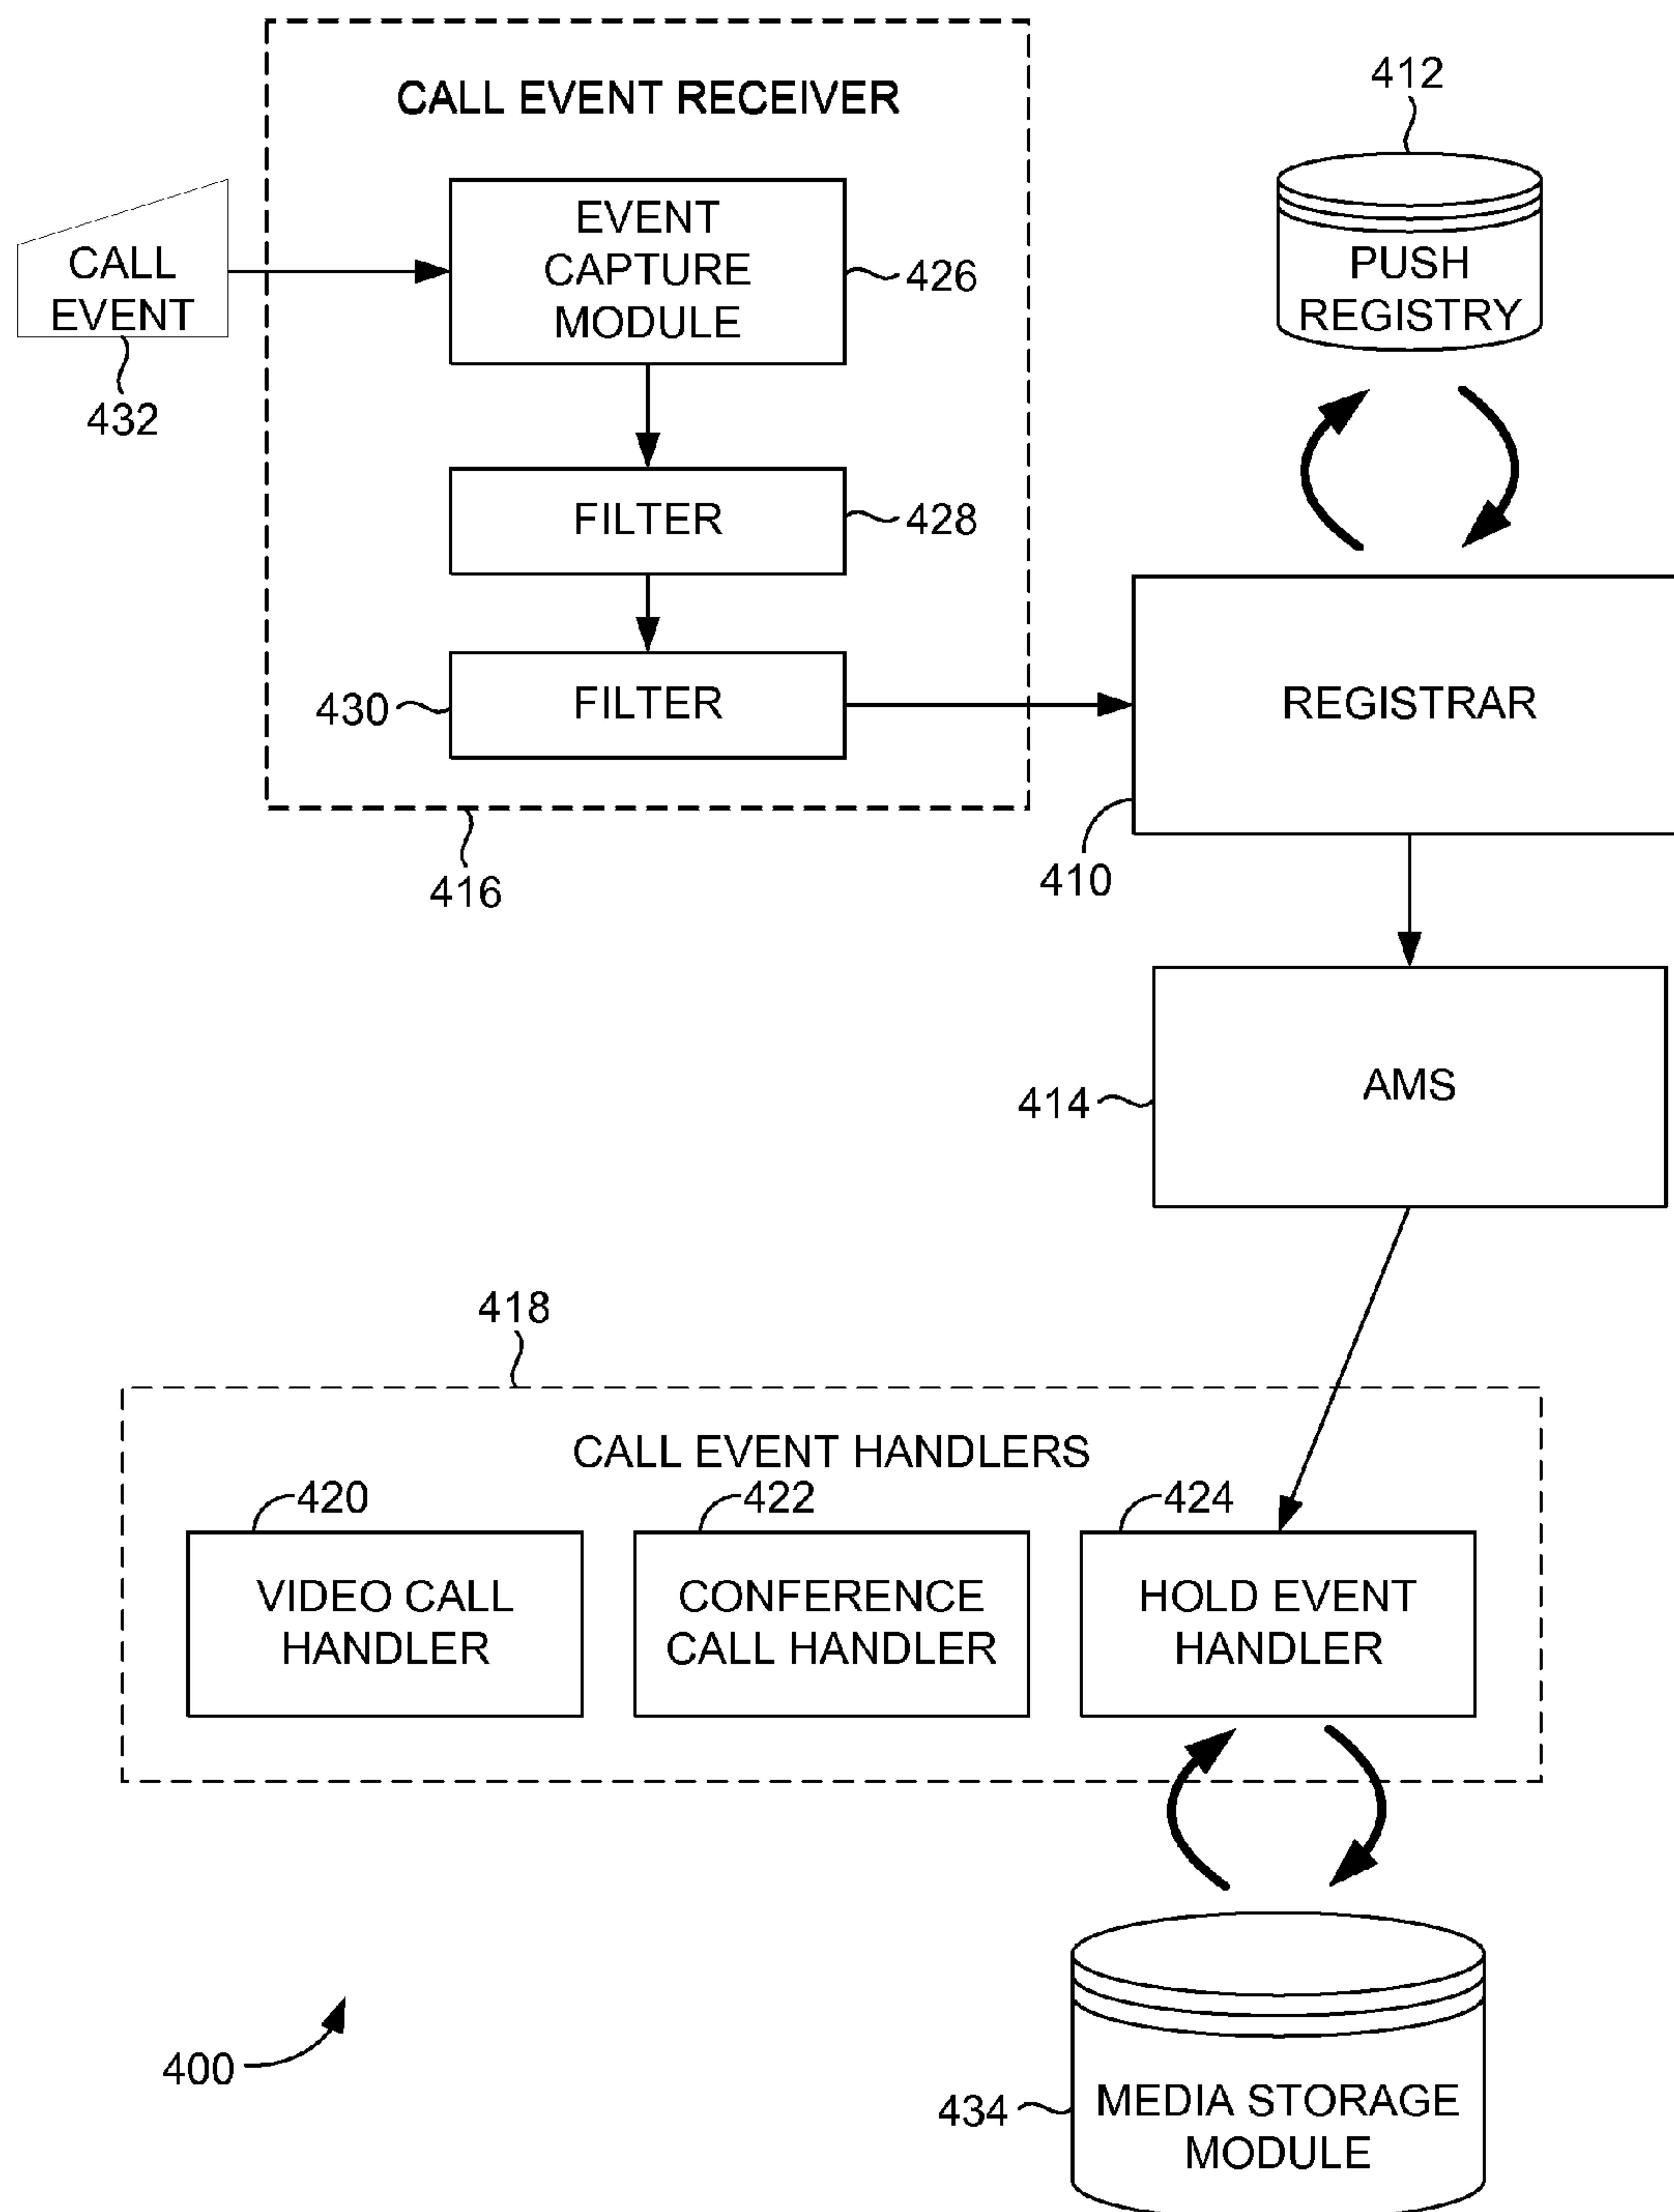 412
CALL EVENT RECEIVER
EVENT
CAPTURE
MODULE
426
CALL
EVENT
432
PUSH
REGISTRY
FILTER
428
430
FILTER
REGISTRAR
416
410
AMS
414
418
CALL EVENT HANDLERS
420
422
424
VIDEO CALL
HANDLER
CONFERENCE
CALL HANDLER
HOLD EVENT
HANDLER
400
434
MEDIA STORAGE
MODULE